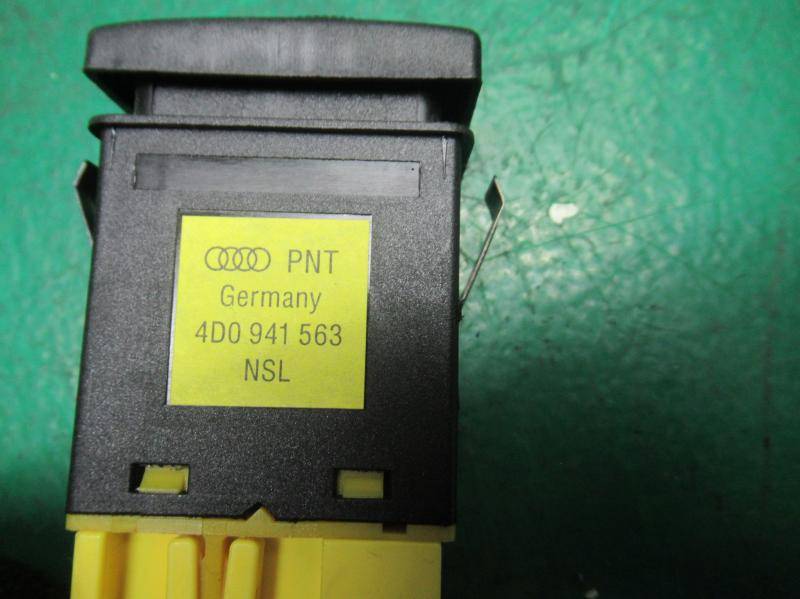 PNT
Germany
4D0 941 563
NSL